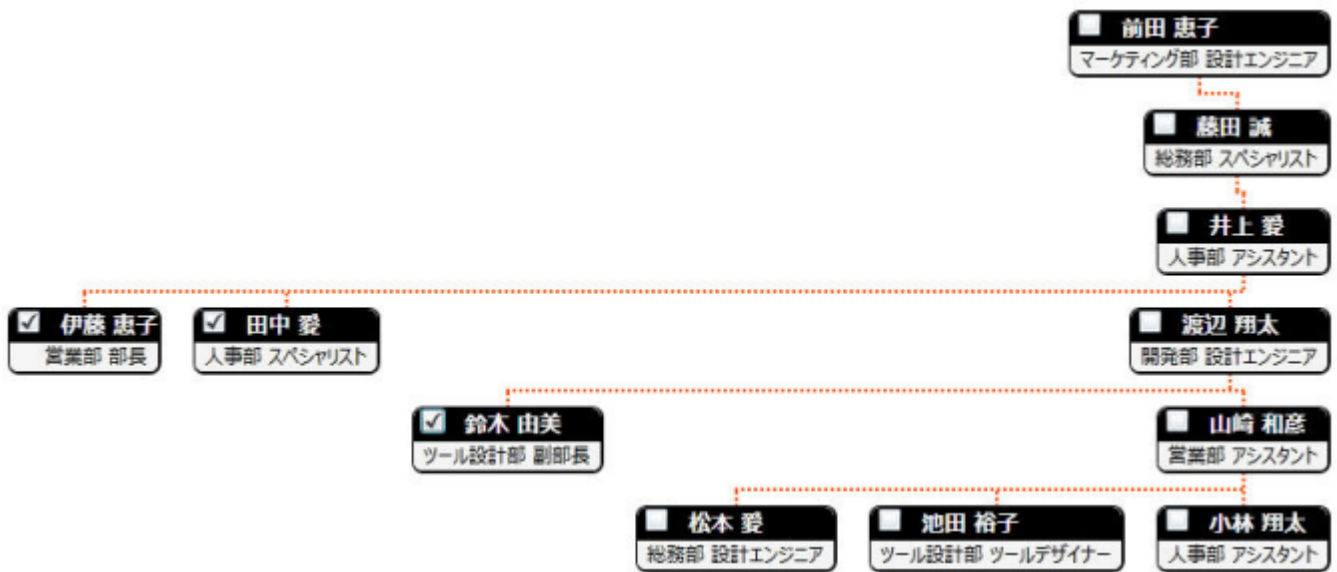 前田 恵子
マーケティング部 設計エンジニア
藤田 誠
総務部 スペシャリスト
井上 愛
人事部 アシスタント
伊藤 恵子
営業部 部長
田中 愛
人事部 スペシャリスト
渡辺 翔太
開発部 設計エンジニア
鈴木 由美
ツール設計部 副部長
山崎 和彦
営業部 アシスタント
松本 愛
総務部 設計エンジニア
池田 裕子
ツール設計部 ツールデザイナー
小林 翔太
人事部 アシスタント